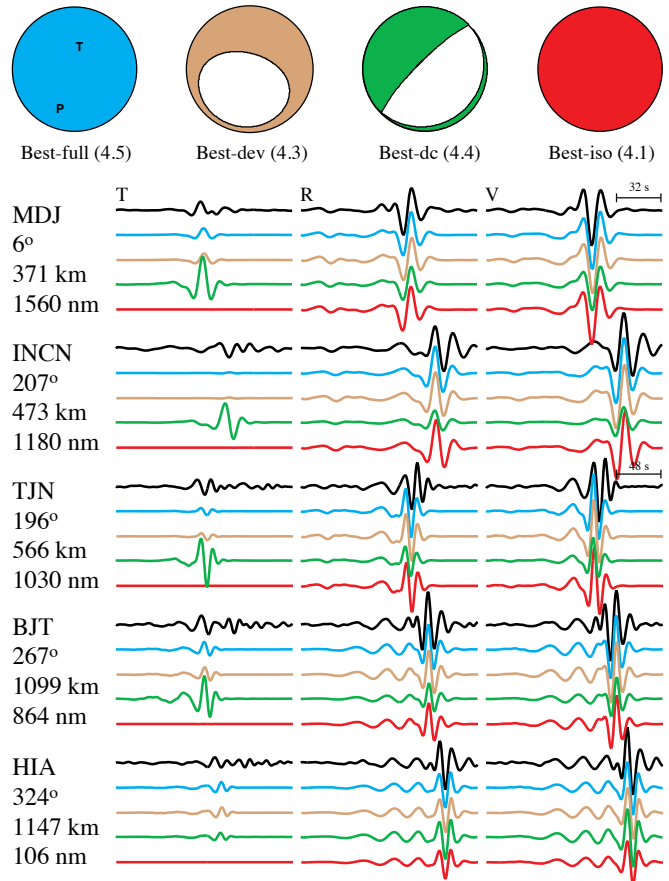 T
P
Best-full (4.5)
Best-dev (4.3)
Best-dc (4.4)
Best-iso (4.1)
T
R
V
32 s
MDJ
6º
371 km
1560 nm
INCN
207º
473 km
1180 nm
48 s
TJN
196º
566 km
1030 nm
BJT
267º
1099 km
864 nm
HIA
324º
1147 km
106 nm